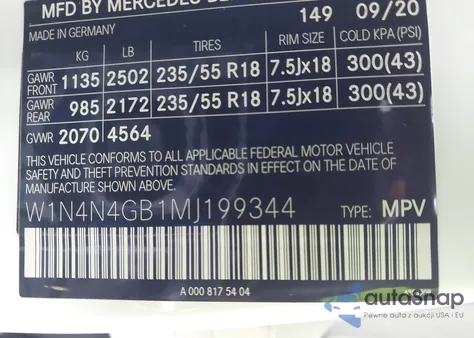 MFD BY MERCEDES
149 09/20
MADE IN GERMANY
KG LB TIRES RIM SIZE COLD KPA (PSI)
GAWR FRONT 1135 2502 235/55 R18 7.5Jx18 300(43)
GAWR REAR 985 2172 235/55 R18 7.5Jx18 300(43)
GVWR 2070 4564
THIS VEHICLE CONFORMS TO ALL APPLICABLE FEDERAL MOTOR VEHICLE
SAFETY AND THEFT PREVENTION STANDARDS IN EFFECT ON THE DATE OF
MANUFACTURE SHOWN ABOVE.
W1N4N4GB1MJ199344 TYPE: MPV
A 000 817 54 04
autosnap
Pewne auta z aukcji USA i EU